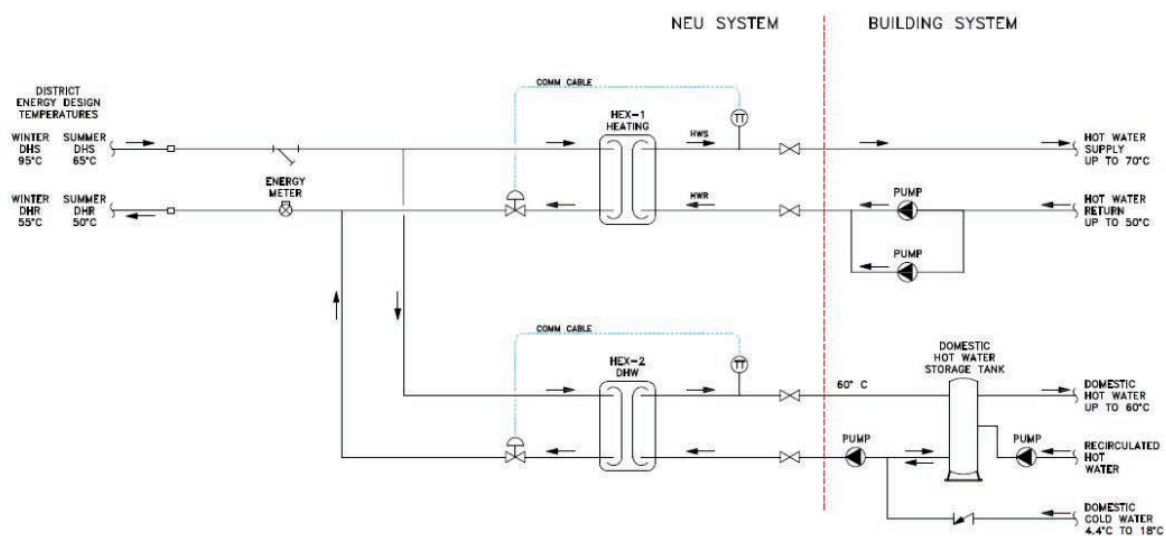 NEU SYSTEM
BUILDING SYSTEM
DISTRICT
ENERGY DESIGN
TEMPERATURES
WINTER
DHS
95°C
SUMMER
DHS
65°C
WINTER
DHR
55°C
SUMMER
DHR
50°C
ENERGY
METER
COMM CABLE
HEX-1
HEATING
HWS
HWR
TT
PUMP
PUMP
HOT WATER
SUPPLY
UP TO 70°C
HOT WATER
RETURN
UP TO 50°C
COMM CABLE
HEX-2
DHW
TT
60° C
DOMESTIC
HOT WATER
STORAGE TANK
PUMP
PUMP
DOMESTIC
HOT WATER
UP TO 60°C
RECIRCULATED
HOT
WATER
DOMESTIC
COLD WATER
4.4°C TO 18°C